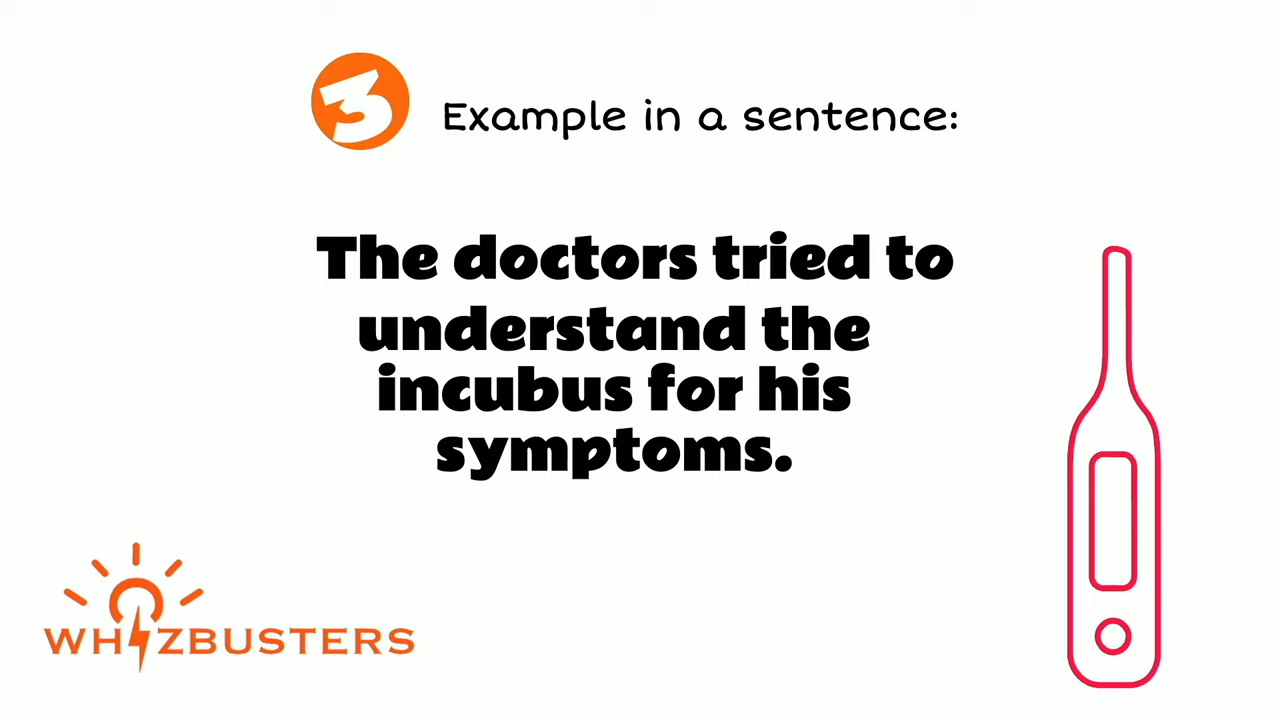 3 Example in a sentence:
The doctors tried to
understand the
incubus for his
symptoms.
WHIZBUSTERS